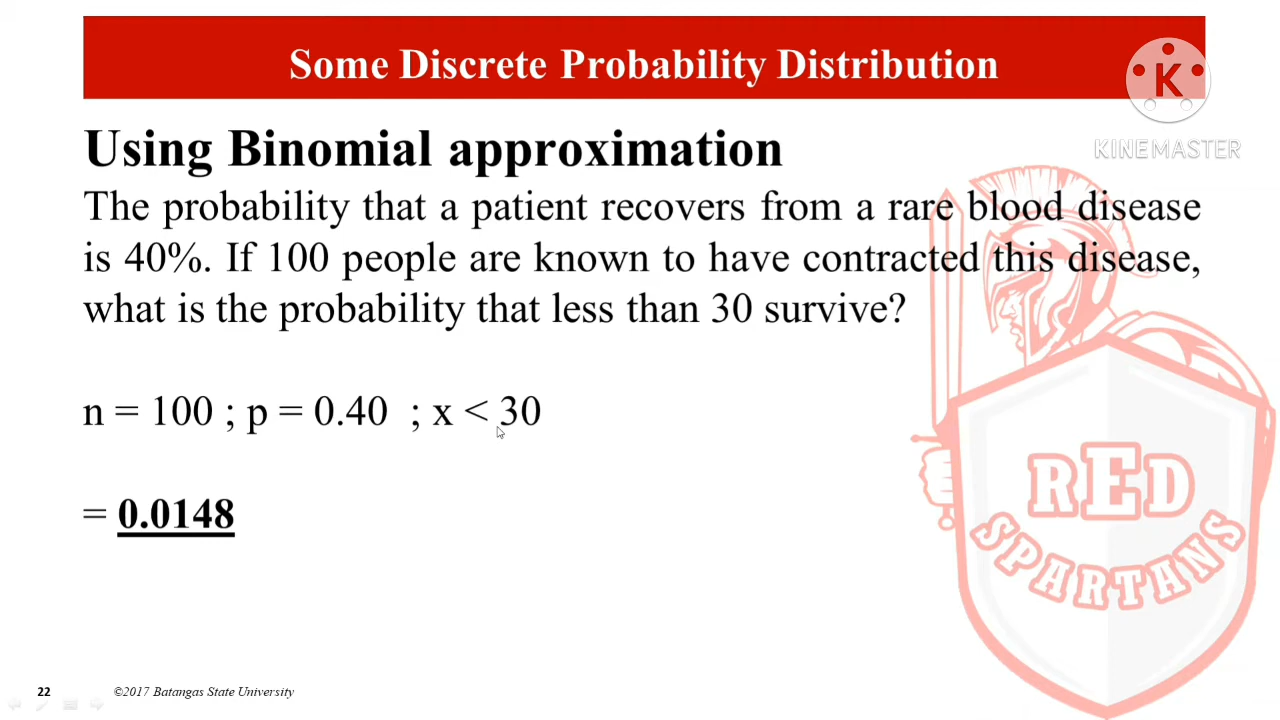 Some Discrete Probability Distribution
K
KINEMASTER
Using Binomial approximation
The probability that a patient recovers from a rare blood disease
is 40%. If 100 people are known to have contracted this disease,
what is the probability that less than 30 survive?
n = 100 ; p = 0.40 ; x < 30
= 0.0148
RED
SPARTANS
22 ©2017 Batangas State University